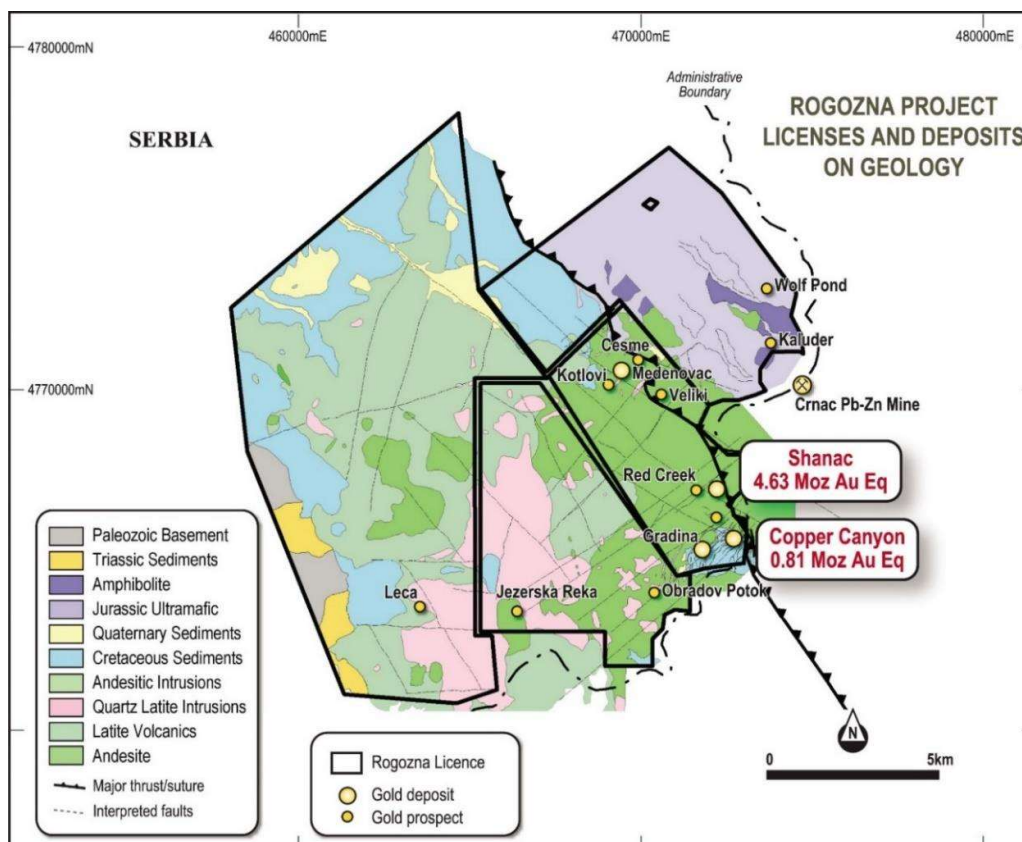 460000mE
470000mE
480000mE
4780000mN
Administrative
Boundary
SERBIA
ROGOZNA PROJECT
LICENSES AND DEPOSITS
ON GEOLOGY
Wolf Pond
Kaluder
Cesme
Medenovac
Kotlovi
4770000mN
Veliki
Crnac Pb-Zn Mine
Shanac
4.63 Moz Au Eq
Red Creek
Gradina
Copper Canyon
0.81 Moz Au Eq
Leca
Jezerska Reka
Obradov Potok
Paleozoic Basement
Triassic Sediments
Amphibolite
Jurassic Ultramafic
Quaternary Sediments
Cretaceous Sediments
Andesitic Intrusions
Quartz Latite Intrusions
Latite Volcanics
Andesite
Major thrust/suture
Interpreted faults
Rogozna Licence
Gold deposit
Gold prospect
N
0 5km